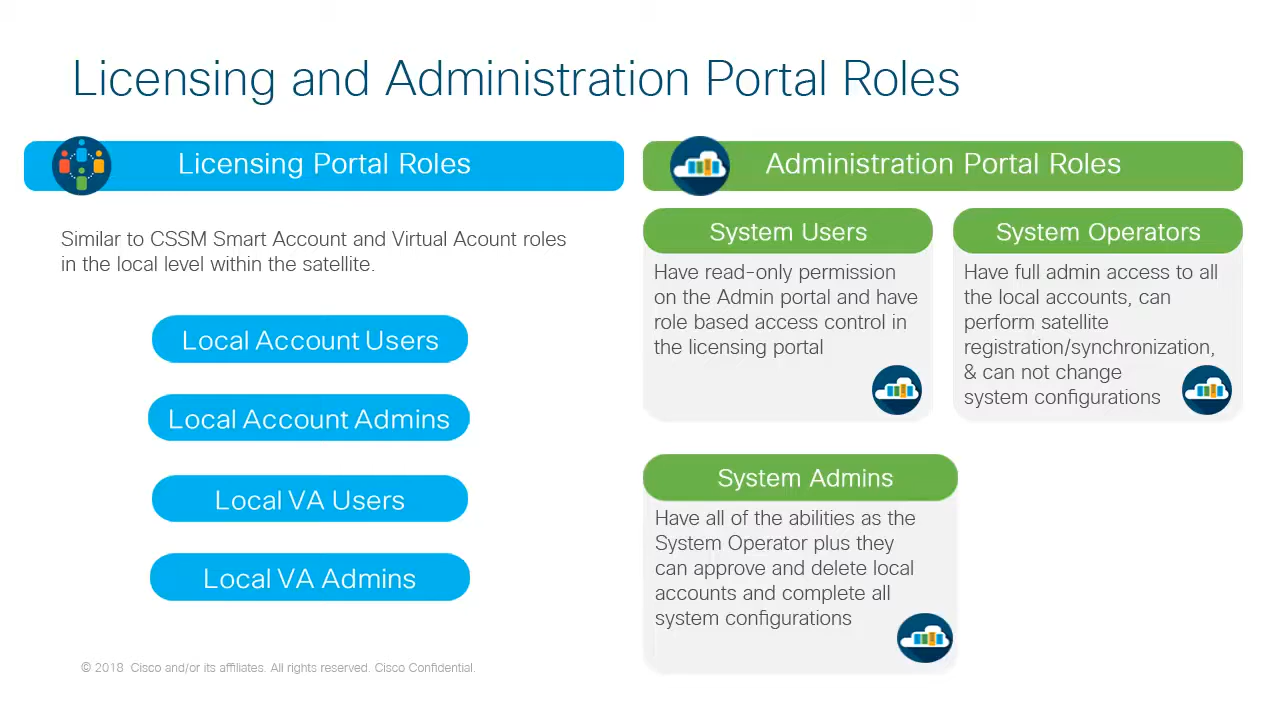 Licensing and Administration Portal Roles
Licensing Portal Roles
Similar to CSSM Smart Account and Virtual Acount roles
in the local level within the satellite.
Local Account Users
Local Account Admins
Local VA Users
Local VA Admins
Administration Portal Roles
System Users
Have read-only permission
on the Admin portal and have
role based access control in
the licensing portal
System Operators
Have full admin access to all
the local accounts, can
perform satellite
registration/synchronization,
& can not change
system configurations
System Admins
Have all of the abilities as the
System Operator plus they
can approve and delete local
accounts and complete all
system configurations
© 2018 Cisco and/or its affiliates. All rights reserved. Cisco Confidential.